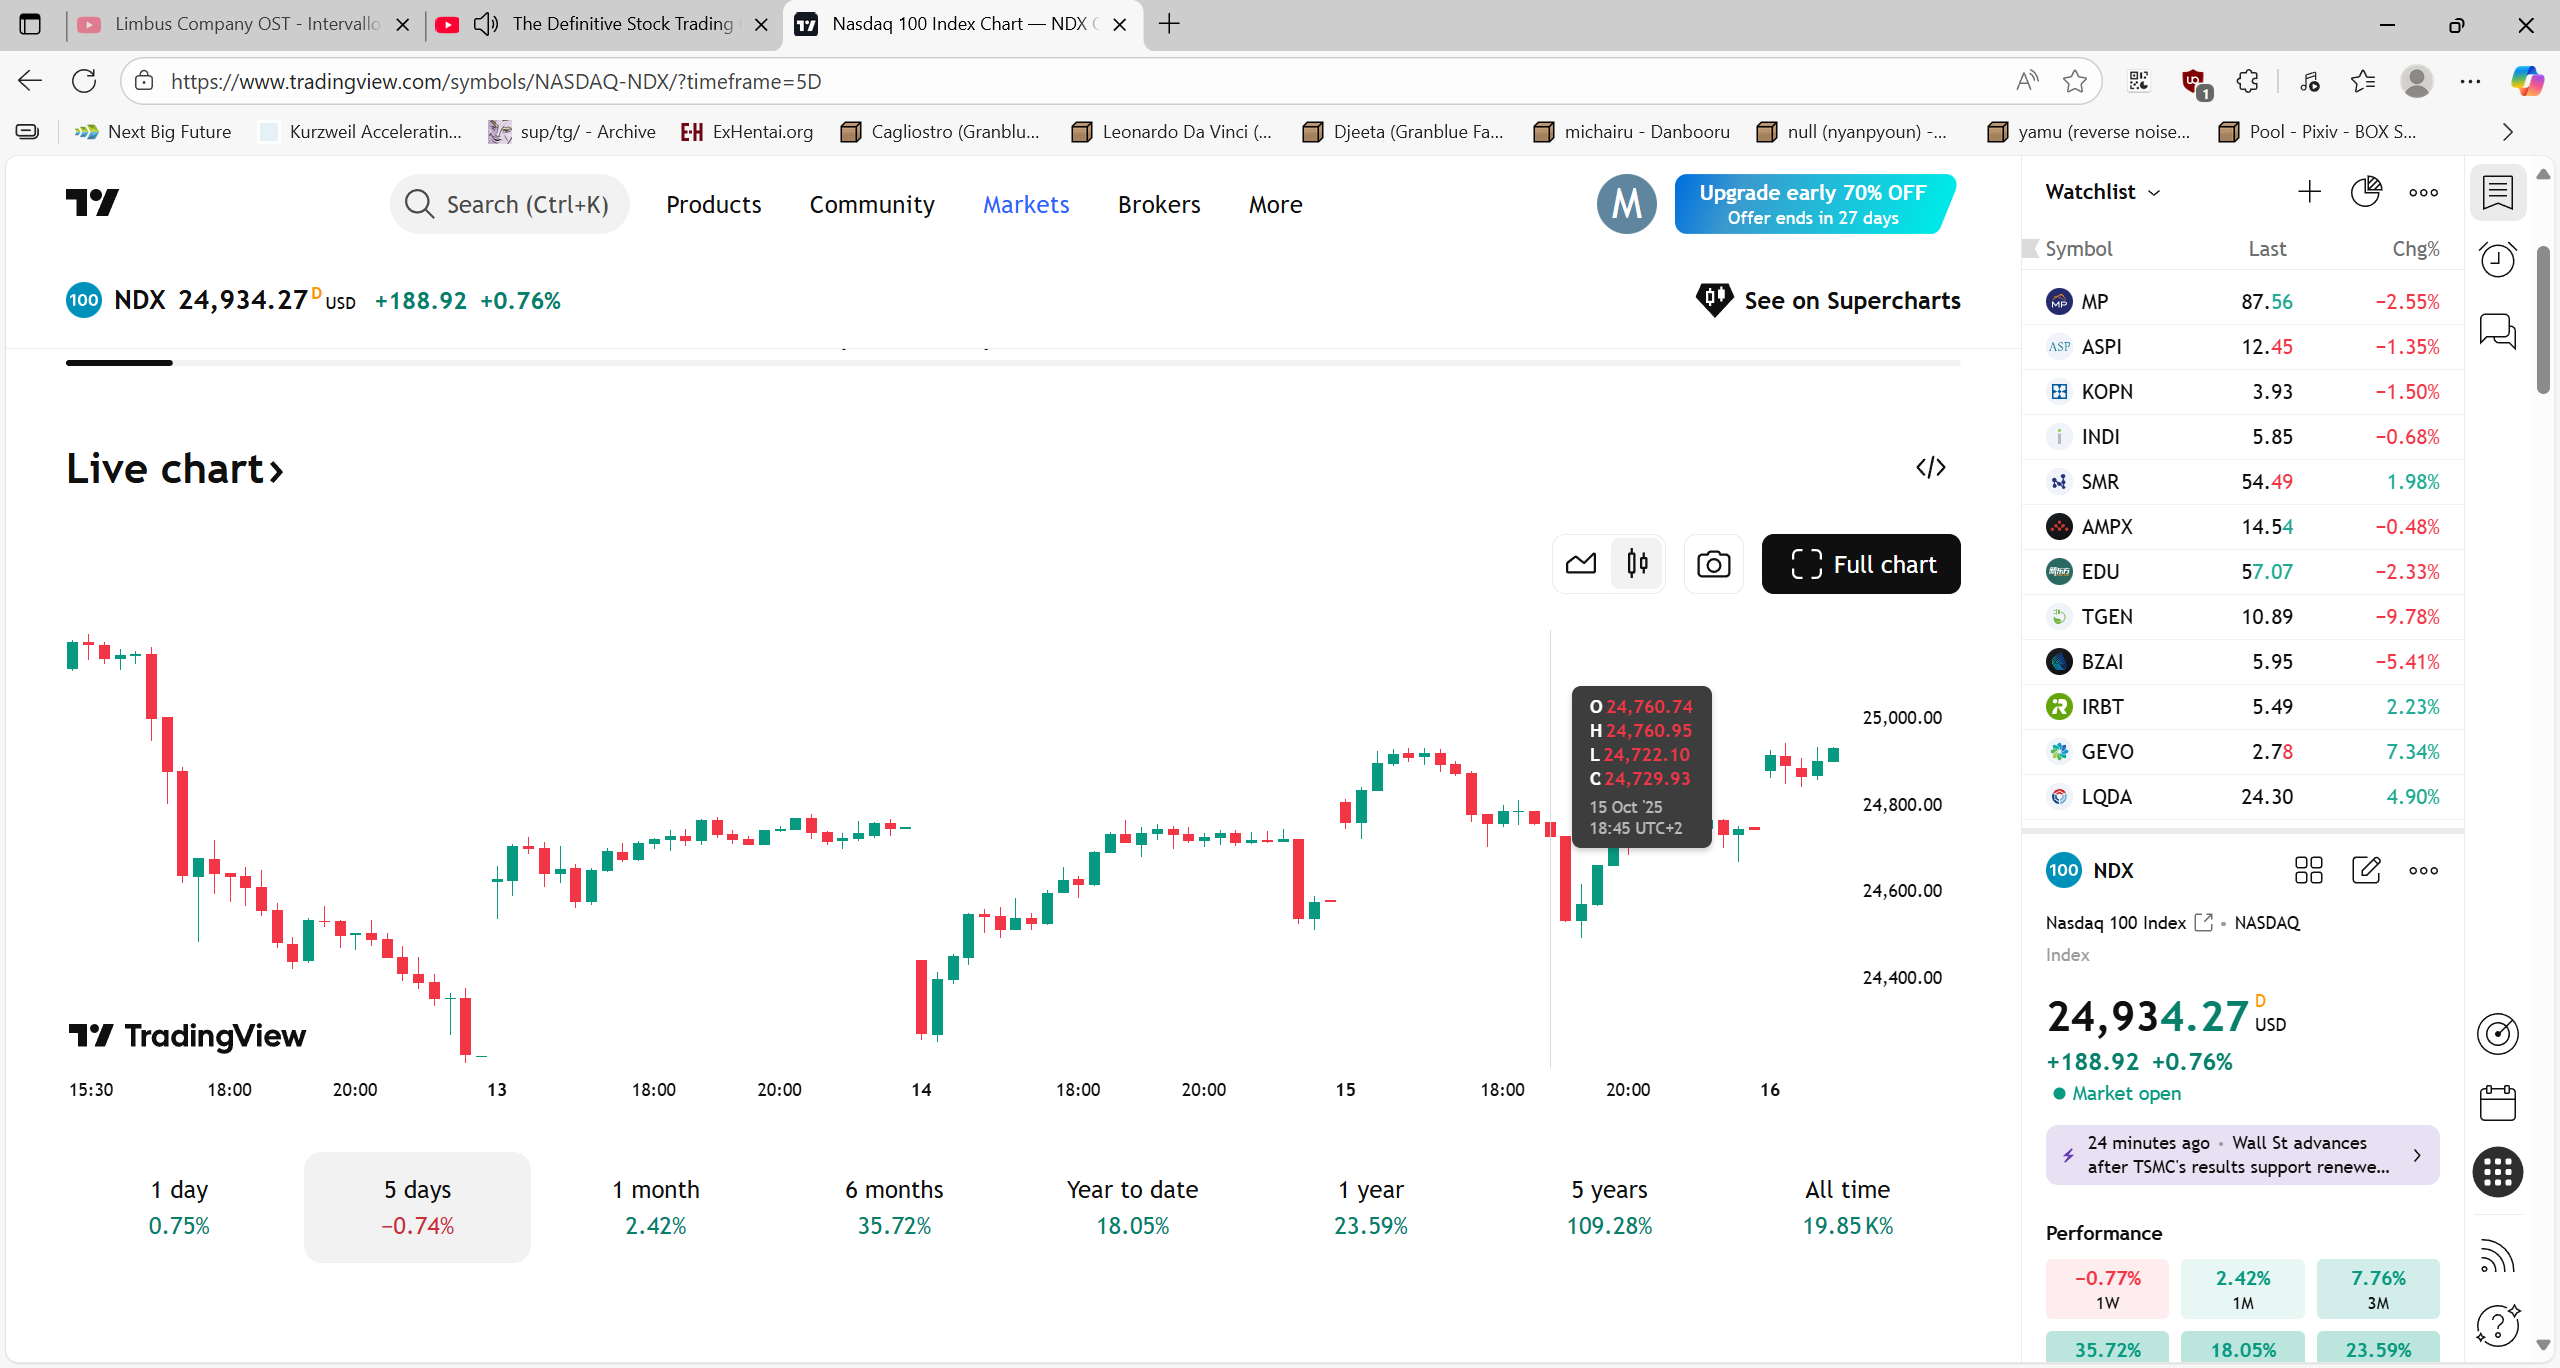 Limbus Company OST - Intervallo
The Definitive Stock Trading
Nasdaq 100 Index Chart — NDX
https://www.tradingview.com/symbols/NASDAQ-NDX/?timeframe=5D
1
Next Big Future
Kurzweil Acceleratin...
sup/tg/ - Archive
ExHentai.org
Cagliostro (Granblu...
Leonardo Da Vinci (...
Djeeta (Granblue Fa...
michairu - Danbooru
null (nyanpyoun) -...
yamu (reverse noise...
Pool - Pixiv - BOX S...
Search (Ctrl+K)
Products
Community
Markets
Brokers
More
M
Upgrade early 70% OFF
Offer ends in 27 days
100 NDX 24,934.27 D USD +188.92 +0.76%
See on Supercharts
Live chart
Full chart
O 24,760.74
H 24,760.95
L 24,722.10
C 24,729.93
15 Oct '25
18:45 UTC+2
25,000.00
24,800.00
24,600.00
24,400.00
TradingView
15:30 18:00 20:00 13 18:00 20:00 14 18:00 20:00 15 18:00 20:00 16
1 day 5 days 1 month 6 months Year to date 1 year 5 years All time
0.75% −0.74% 2.42% 35.72% 18.05% 23.59% 109.28% 19.85K%
Watchlist
Symbol Last Chg%
MP 87.56 −2.55%
ASPI 12.45 −1.35%
KOPN 3.93 −1.50%
INDI 5.85 −0.68%
SMR 54.49 1.98%
AMPX 14.54 −0.48%
EDU 57.07 −2.33%
TGEN 10.89 −9.78%
BZAI 5.95 −5.41%
IRBT 5.49 2.23%
GEVO 2.78 7.34%
LQDA 24.30 4.90%
100 NDX
Nasdaq 100 Index • NASDAQ
Index
24,934.27 D USD
+188.92 +0.76%
Market open
24 minutes ago • Wall St advances
after TSMC's results support renewe...
Performance
−0.77% 2.42% 7.76%
1W 1M 3M
35.72% 18.05% 23.59%